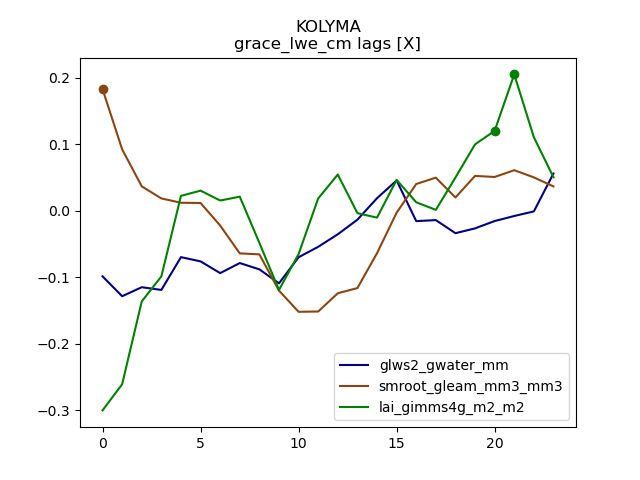 KOLYMA
grace_lwe_cm lags [X]
0.2
0.1
0.0
−0.1
−0.2
−0.3
glws2_gwater_mm
smroot_gleam_mm3_mm3
lai_gimms4g_m2_m2
0 5 10 15 20